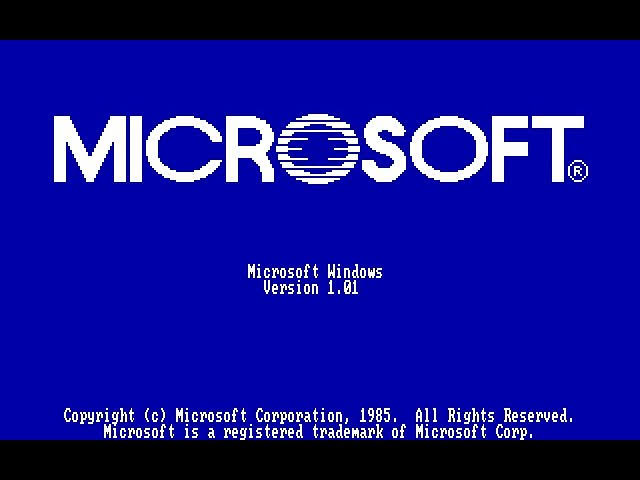 MICROSOFT®
Microsoft Windows
Version 1.01
Copyright (c) Microsoft Corporation, 1985.  All Rights Reserved.
Microsoft is a registered trademark of Microsoft Corp.